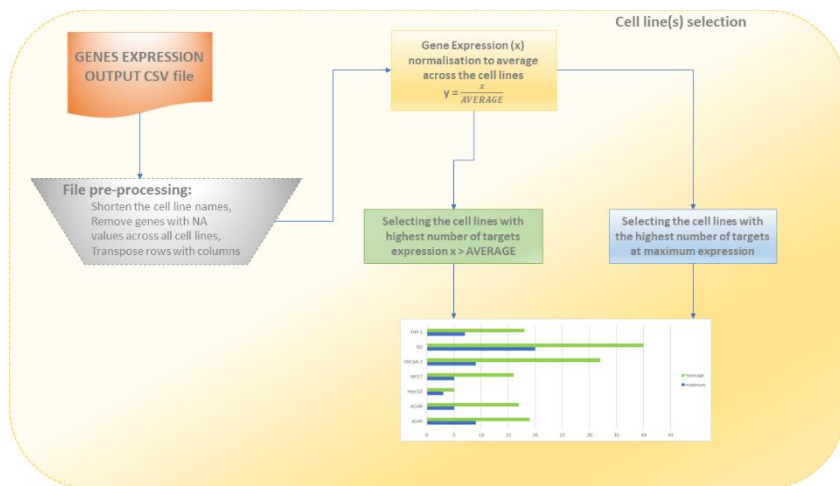 Cell line(s) selection
GENES EXPRESSION
OUTPUT CSV file
Gene Expression (x)
normalisation to average
across the cell lines
y = x / AVERAGE
File pre-processing:
Shorten the cell line names,
Remove genes with NA
values across all cell lines,
Transpose rows with columns
Selecting the cell lines with
highest number of targets
expression x > AVERAGE
Selecting the cell lines with
the highest number of targets
at maximum expression
THP-1
RD
OVCAR-3
MCF7
HepG2
A549
0 5 10 15 20 25 30 35 40 45
average
maximum